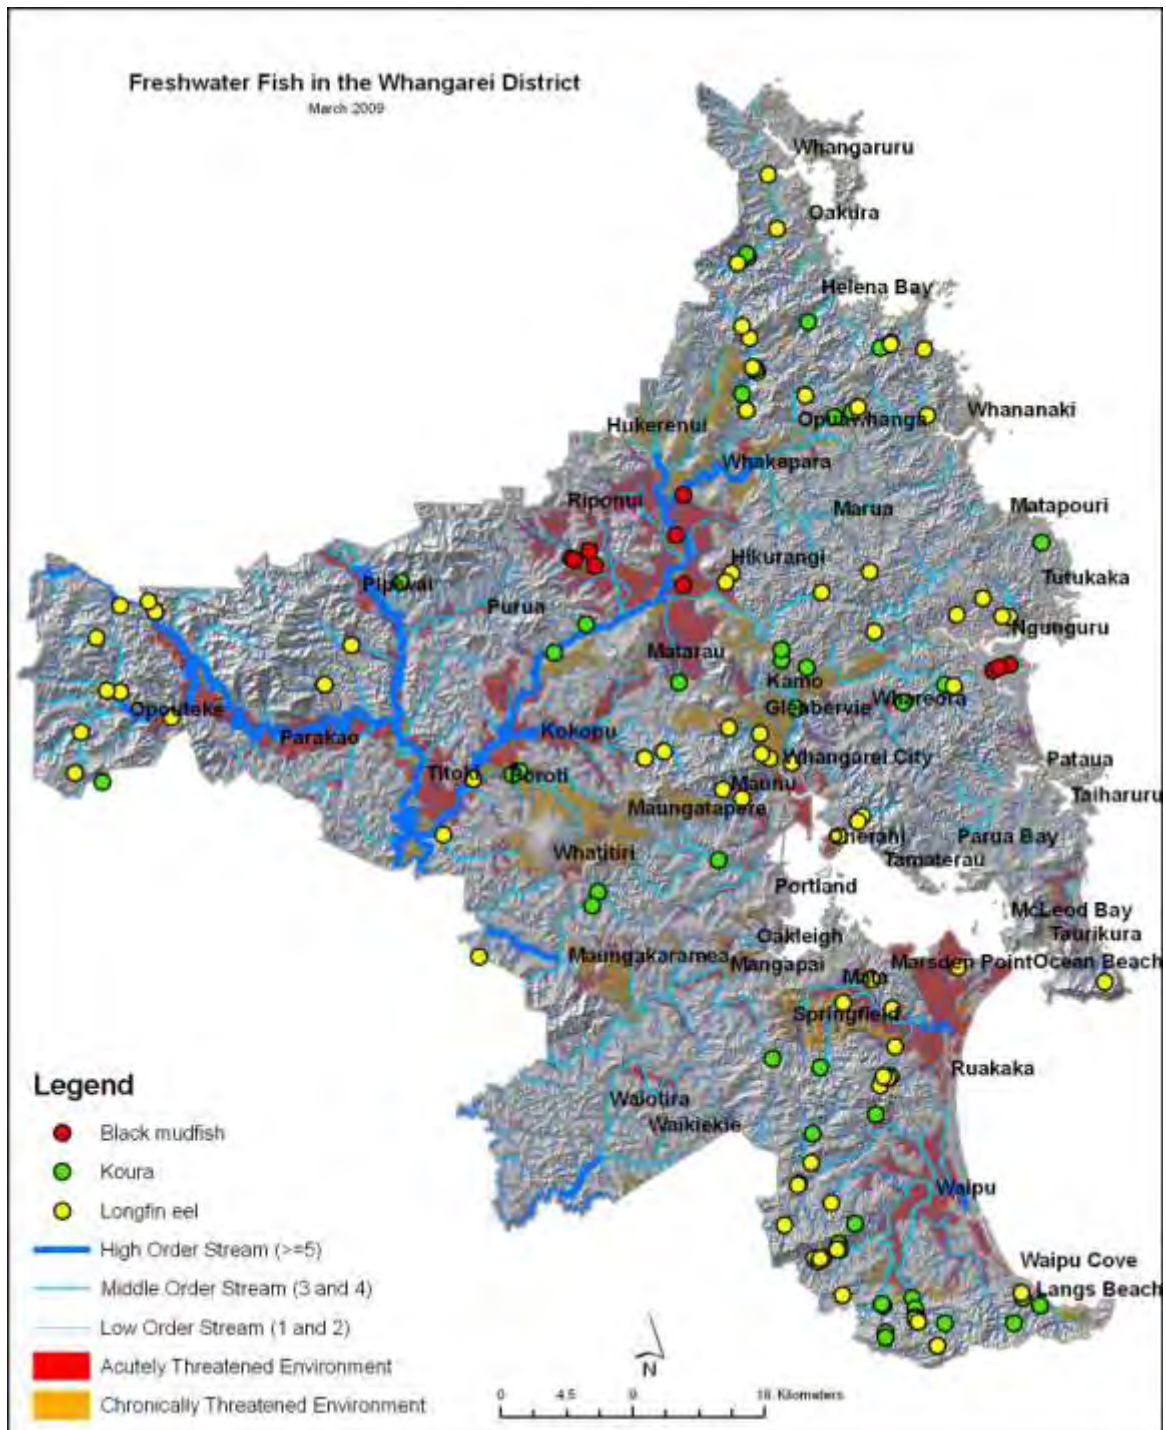 Freshwater Fish in the Whangarei District
March 2009
Whangaruru
Oakura
Helena Bay
Whananaki
Opuawhanga
Hukerenui
Whakapara
Riponui
Marua
Matapouri
Hikurangi
Tutukaka
Pipiwai
Purua
Ngunguru
Matarau
Kamo
Whareora
Glenbervie
Opouteke
Parakao
Kokopu
Whangarei City
Pataua
Titoki
Poroti
Maunu
Taiharuru
Maungatapere
Onerahi
Parua Bay
Whatitiri
Tamaterau
Portland
McLeod Bay
Taurikura
Oakleigh
Maungakaramea
Mangapai
Marsden Point
Ocean Beach
Mata
Springfield
Ruakaka
Waiotira
Waikiekie
Waipu
Waipu Cove
Langs Beach
Legend
Black mudfish
Koura
Longfin eel
High Order Stream (>=5)
Middle Order Stream (3 and 4)
Low Order Stream (1 and 2)
Acutely Threatened Environment
Chronically Threatened Environment
N
0 4.5 9 18 Kilometers